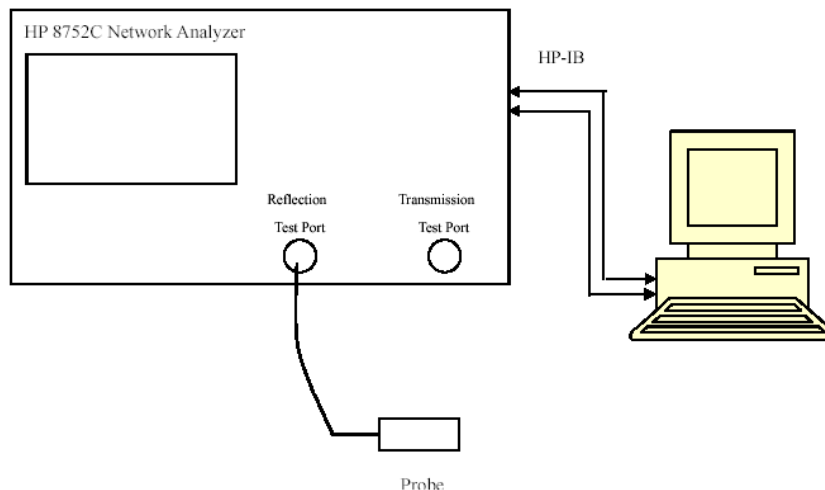 HP 8752C Network Analyzer
HP-IB
Reflection
Test Port
Transmission
Test Port
Probe